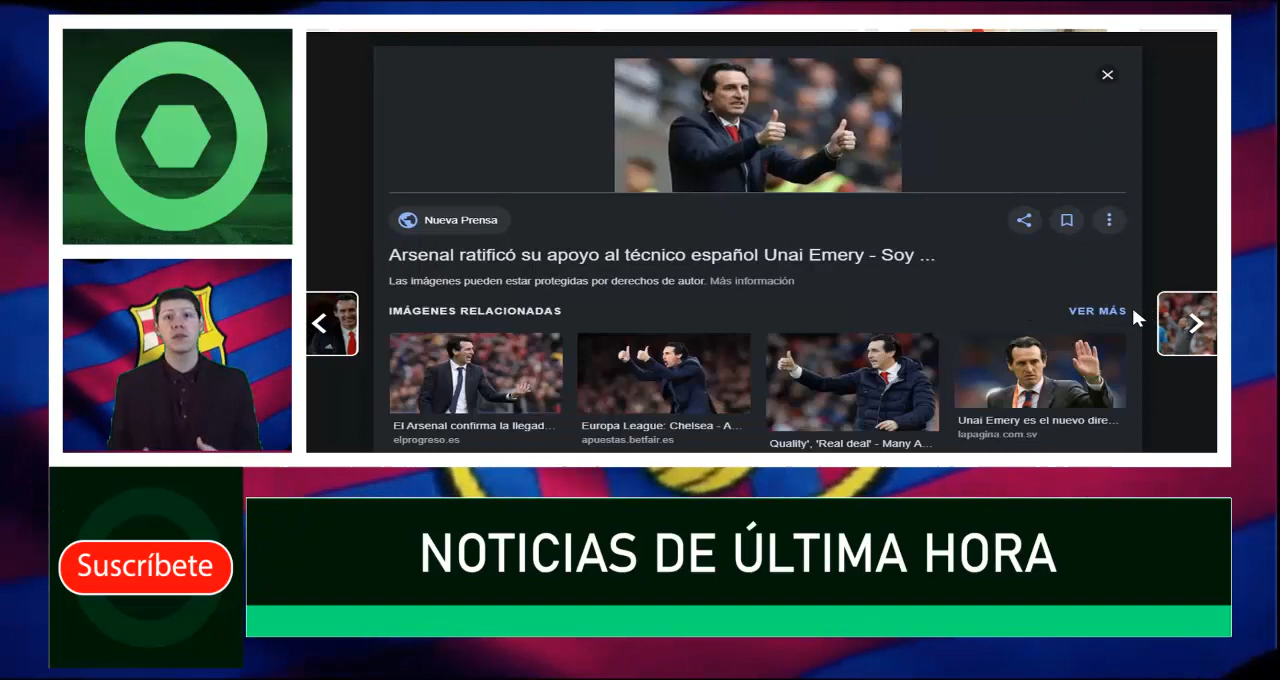 Nueva Prensa
Arsenal ratificó su apoyo al técnico español Unai Emery - Soy ...
Las imágenes pueden estar protegidas por derechos de autor. Más información
IMÁGENES RELACIONADAS
VER MÁS
El Arsenal confirma la llegad...
elprogreso.es
Europa League: Chelsea - A...
apuestas.betfair.es
Quality', 'Real deal' - Many A...
Unai Emery es el nuevo dire...
lapagina.com.sv
Suscríbete
NOTICIAS DE ÚLTIMA HORA